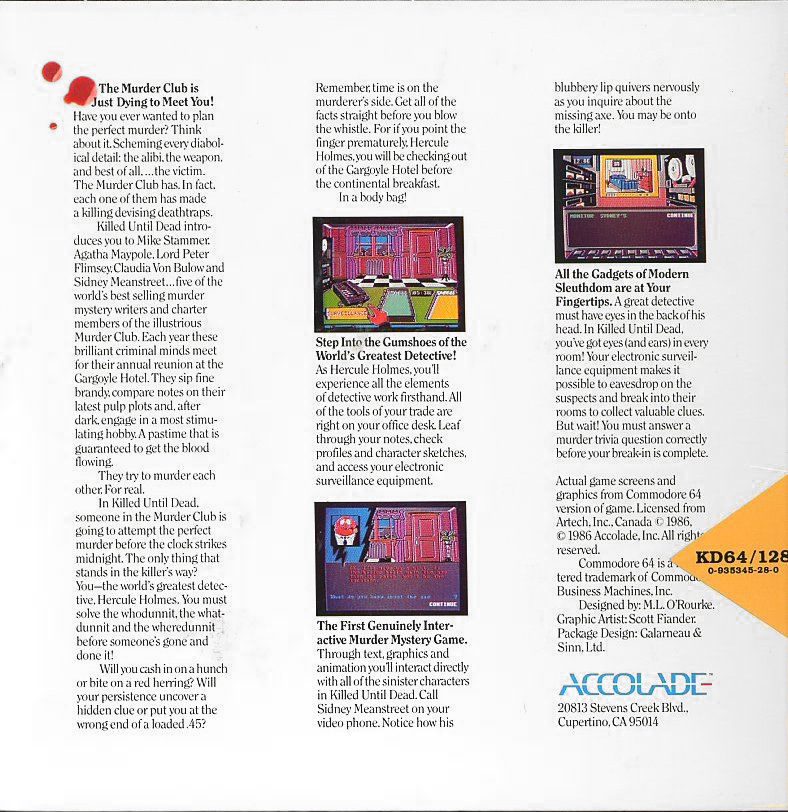 The Murder Club is
Just Dying to Meet You!
Have you ever wanted to plan
the perfect murder? Think
about it. Scheming every diabol-
ical detail: the alibi, the weapon,
and best of all. ...the victim.
The Murder Club has. In fact,
each one of them has made
a killing devising deathtraps.
Killed Until Dead intro-
duces you to Mike Stammer,
Agatha Maypole, Lord Peter
Flimsey, Claudia Von Bulow and
Sidney Meanstreet...five of the
world's best selling murder
mystery writers and charter
members of the illustrious
Murder Club. Each year these
brilliant criminal minds meet
for their annual reunion at the
Gargoyle Hotel. They sip fine
brandy, compare notes on their
latest pulp plots and, after
dark, engage in a most stimu-
lating hobby. A pastime that is
guaranteed to get the blood
flowing.
They try to murder each
other. For real.
In Killed Until Dead,
someone in the Murder Club is
going to attempt the perfect
murder before the clock strikes
midnight. The only thing that
stands in the killer's way?
You—the world's greatest detec-
tive, Hercule Holmes. You must
solve the whodunnit, the what-
dunnit and the wheredunnit
before someone's gone and
done it!
Will you cash in on a hunch
or bite on a red herring? Will
your persistence uncover a
hidden clue or put you at the
wrong end of a loaded .45?
Remember, time is on the
murderer's side. Get all of the
facts straight before you blow
the whistle. For if you point the
finger prematurely, Hercule
Holmes, you will be checking out
of the Gargoyle Hotel before
the continental breakfast.
In a body bag!
Step Into the Gumshoes of the
World's Greatest Detective!
As Hercule Holmes, you'll
experience all the elements
of detective work firsthand. All
of the tools of your trade are
right on your office desk. Leaf
through your notes, check
profiles and character sketches,
and access your electronic
surveillance equipment.
CONTINUE
The First Genuinely Inter-
active Murder Mystery Game.
Through text, graphics and
animation you'll interact directly
with all of the sinister characters
in Killed Until Dead. Call
Sidney Meanstreet on your
video phone. Notice how his
blubbery lip quivers nervously
as you inquire about the
missing axe. You may be onto
the killer!
MONITOR SYDNEY'S CONTINUE
All the Gadgets of Modern
Sleuthdom are at Your
Fingertips. A great detective
must have eyes in the back of his
head. In Killed Until Dead,
you've got eyes (and ears) in every
room! Your electronic surveil-
lance equipment makes it
possible to eavesdrop on the
suspects and break into their
rooms to collect valuable clues.
But wait! You must answer a
murder trivia question correctly
before your break-in is complete.
Actual game screens and
graphics from Commodore 64
version of game. Licensed from
Artech, Inc., Canada © 1986,
© 1986 Accolade, Inc. All rights
reserved.
Commodore 64 is a
tered trademark of Commod
Business Machines, Inc.
Designed by: M.L. O'Rourke.
Graphic Artist: Scott Fiander.
Package Design: Galarneau &
Sinn, Ltd.
KD64/128
0-935345-28-0
ACCOLADE™
20813 Stevens Creek Blvd.,
Cupertino, CA 95014